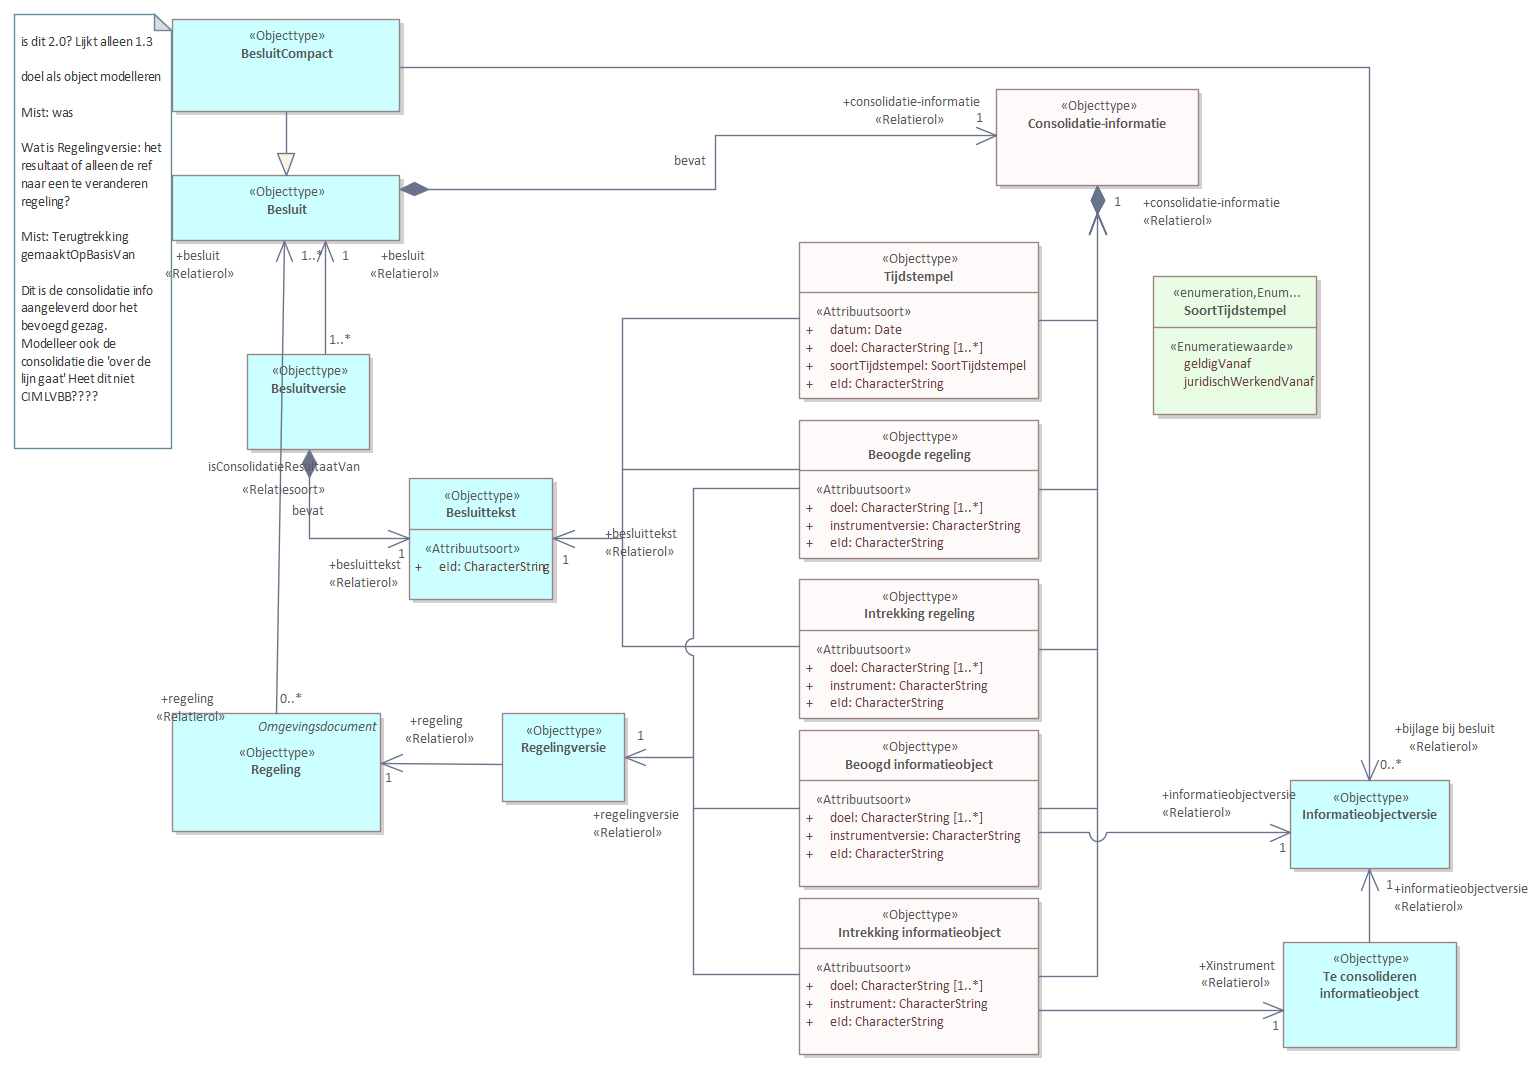 is dit 2.0? Lijkt alleen 1.3
doel als object modelleren
Mist: was
Wat is Regelingversie: het
resultaat of alleen de ref
naar een te veranderen
regeling?
Mist: Terugtrekking
gemaaktOpBasisVan
Dit is de consolidatie info
aangeleverd door het
bevoegd gezag.
Modelleer ook de
consolidatie die 'over de
lijn gaat' Heet dit niet
CIMLVBB????
«Objecttype»
BesluitCompact
«Objecttype»
Besluit
+besluit
«Relatierol»
1..*
1
+besluit
«Relatierol»
1..*
«Objecttype»
Besluitversie
isConsolidatieResultaatVan
«Relatiesoort»
bevat
1
+besluittekst
«Relatierol»
«Objecttype»
Besluittekst
«Attribuutsoort»
+ eId: CharacterString
+besluittekst
«Relatierol»
1
+regeling
«Relatierol»
0..*
Omgevingsdocument
«Objecttype»
Regeling
+regeling
«Relatierol»
1
«Objecttype»
Regelingversie
1
+regelingversie
«Relatierol»
bevat
+consolidatie-informatie
«Relatierol»
1
«Objecttype»
Consolidatie-informatie
1
+consolidatie-informatie
«Relatierol»
«Objecttype»
Tijdstempel
«Attribuutsoort»
+ datum: Date
+ doel: CharacterString [1..*]
+ soortTijdstempel: SoortTijdstempel
+ eId: CharacterString
«enumeration,Enum...
SoortTijdstempel
«Enumeratiewaarde»
geldigVanaf
juridischWerkendVanaf
«Objecttype»
Beoogde regeling
«Attribuutsoort»
+ doel: CharacterString [1..*]
+ instrumentversie: CharacterString
+ eId: CharacterString
«Objecttype»
Intrekking regeling
«Attribuutsoort»
+ doel: CharacterString [1..*]
+ instrument: CharacterString
+ eId: CharacterString
«Objecttype»
Beoogd informatieobject
«Attribuutsoort»
+ doel: CharacterString [1..*]
+ instrumentversie: CharacterString
+ eId: CharacterString
«Objecttype»
Intrekking informatieobject
«Attribuutsoort»
+ doel: CharacterString [1..*]
+ instrument: CharacterString
+ eId: CharacterString
+bijlage bij besluit
«Relatierol»
0..*
+informatieobjectversie
«Relatierol»
1
«Objecttype»
Informatieobjectversie
1
+informatieobjectversie
«Relatierol»
+Xinstrument
«Relatierol»
1
«Objecttype»
Te consolideren
informatieobject